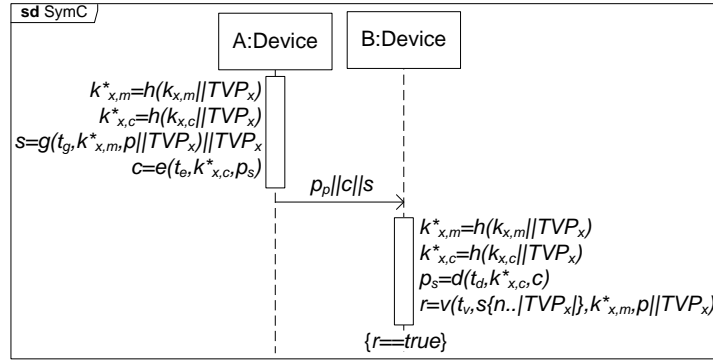 sd SymC
A:Device B:Device
k*x,m=h(kx,m||TVPx)
k*x,c=h(kx,c||TVPx)
s=g(tg,k*x,m,p||TVPx)||TVPx
c=e(te,k*x,c,ps)
pp||c||s
k*x,m=h(kx,m||TVPx)
k*x,c=h(kx,c||TVPx)
ps=d(td,k*x,c,c)
r=v(tv,s{n..|TVPx|},k*x,m,p||TVPx)
{r==true}